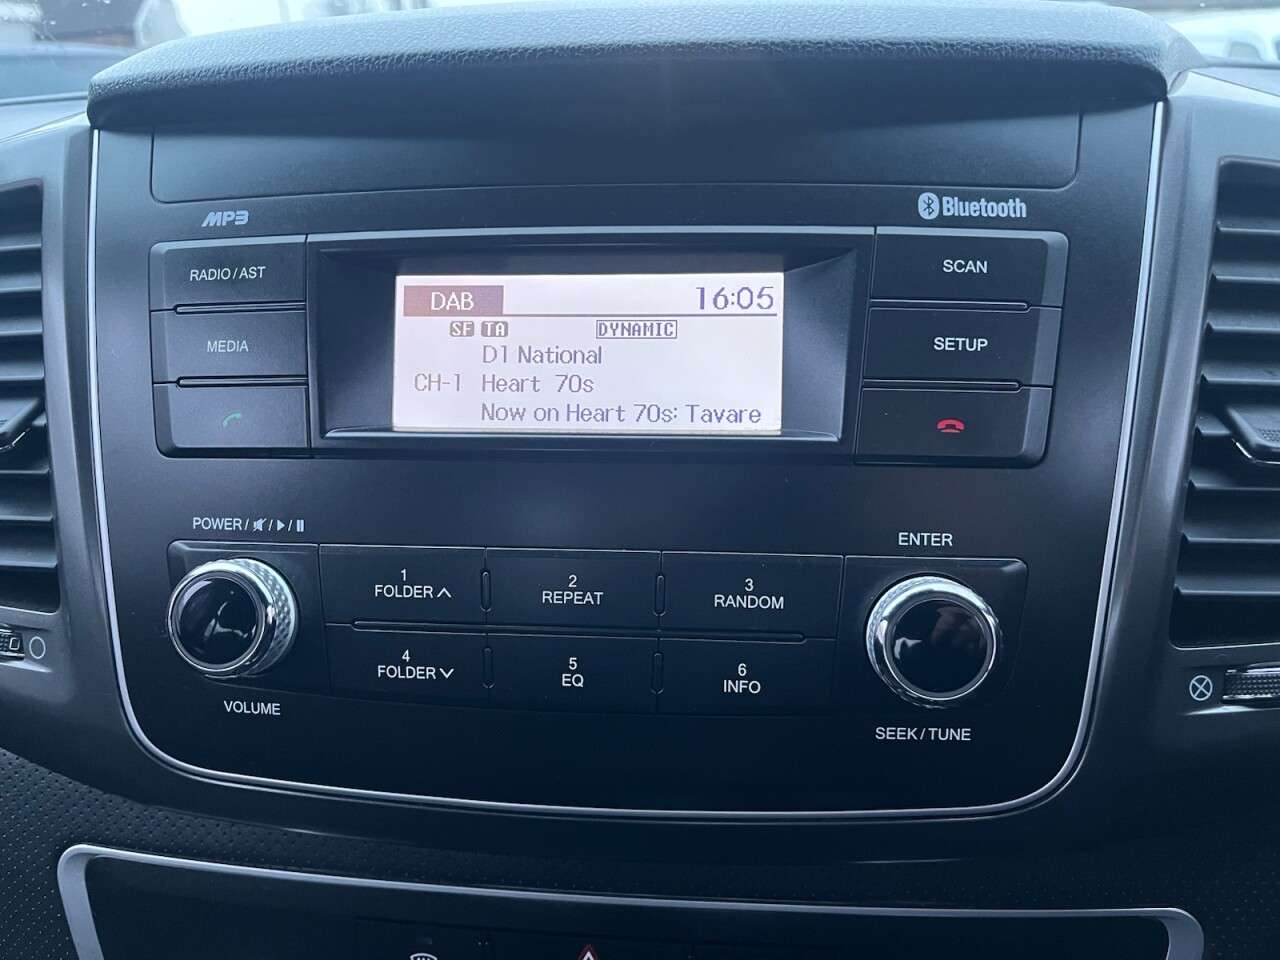 MP3
Bluetooth
RADIO/AST
SCAN
DAB
16:05
SF TA
DYNAMIC
MEDIA
SETUP
D1 National
CH-1 Heart 70s
Now on Heart 70s: Tavare
POWER/
ENTER
1
FOLDER
2
REPEAT
3
RANDOM
4
FOLDER
5
EQ
6
INFO
VOLUME
SEEK/TUNE